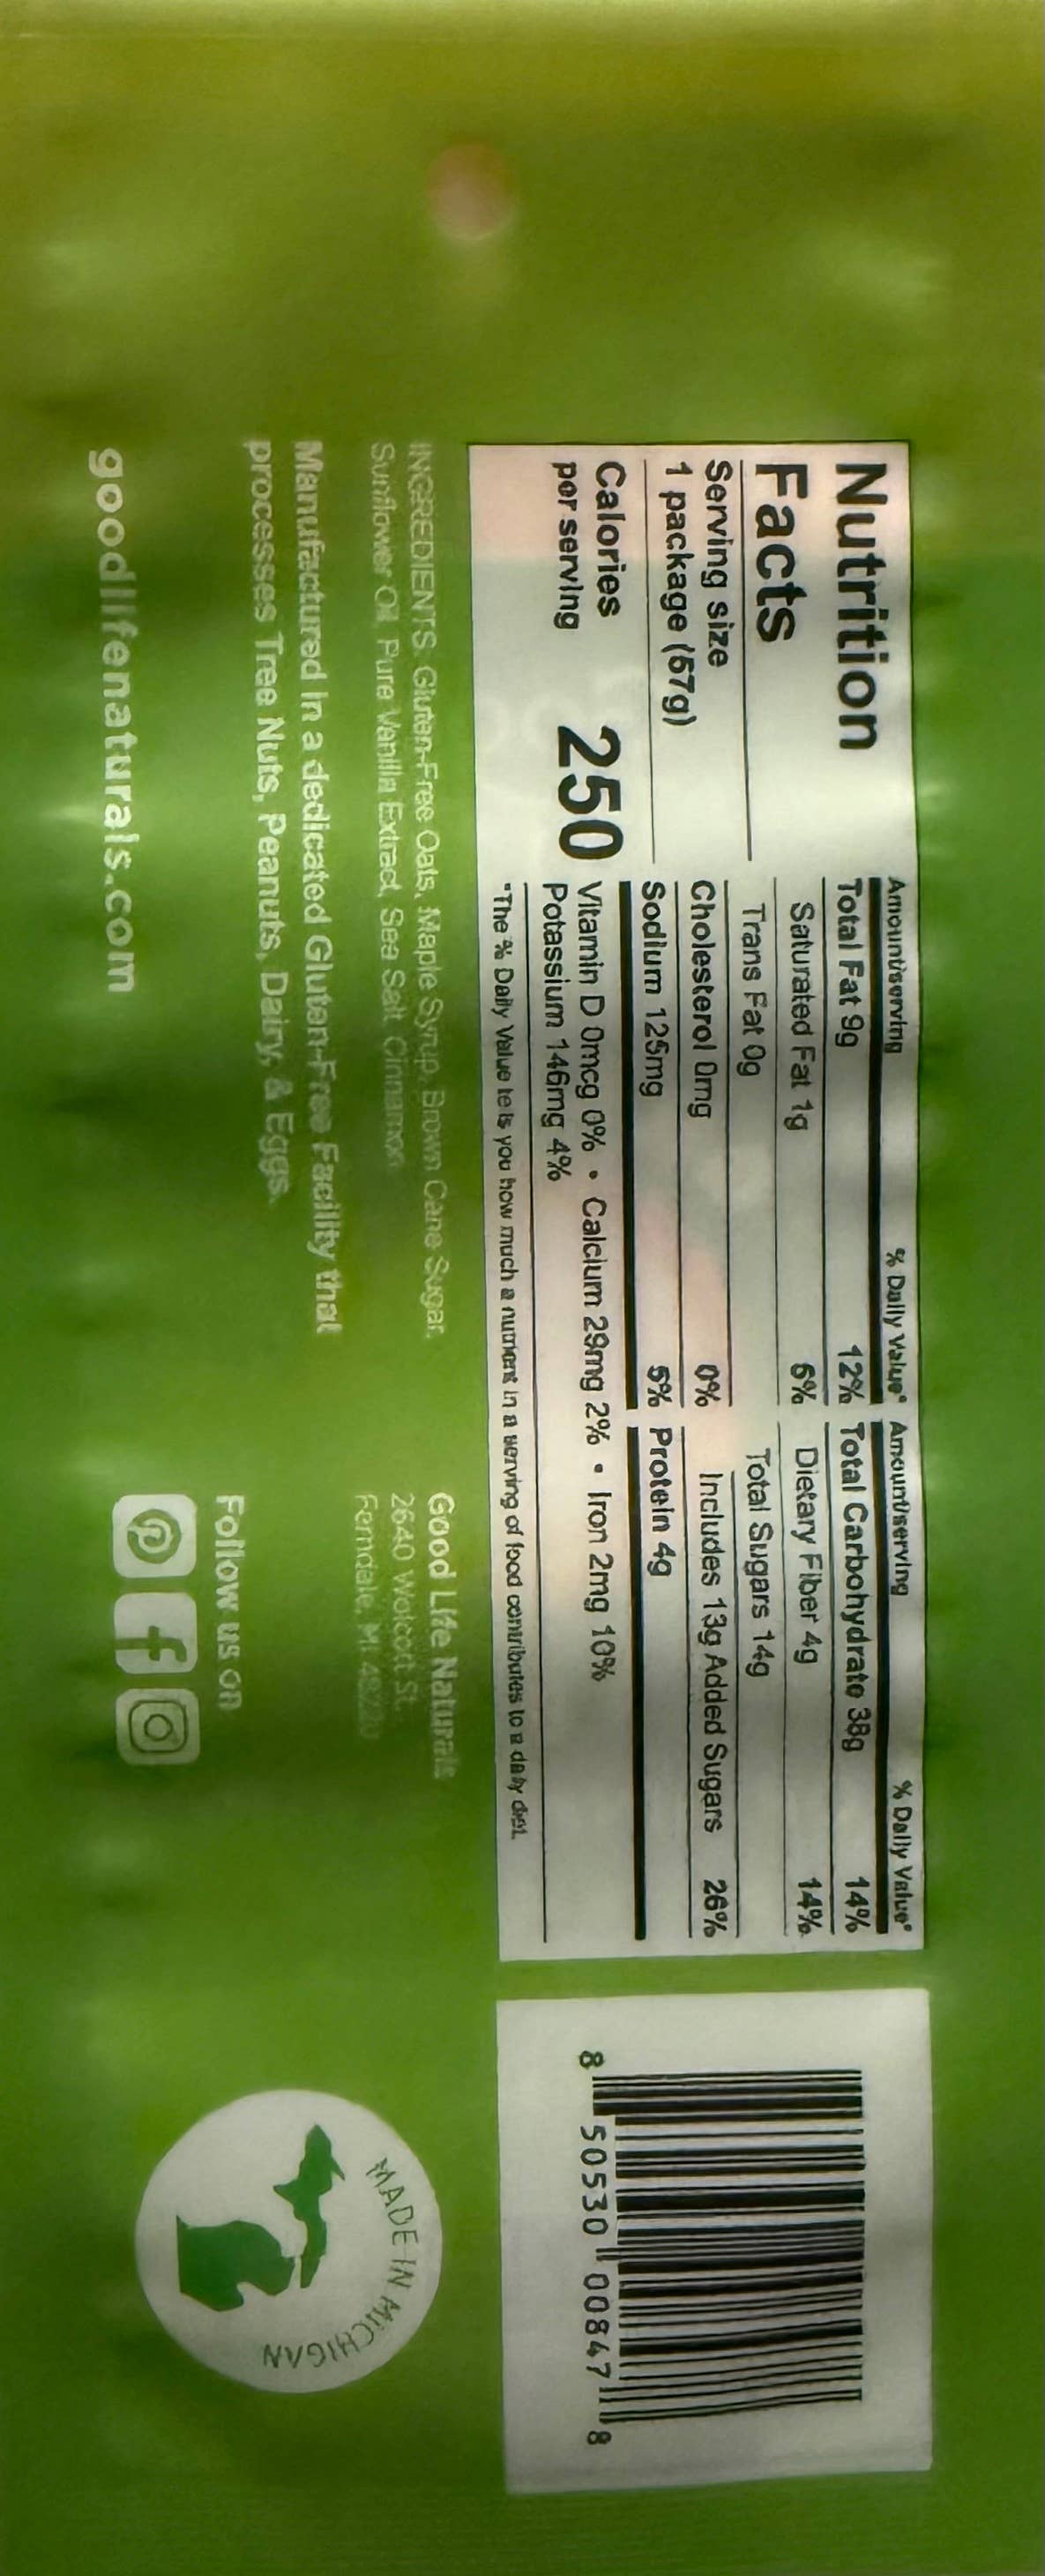 Nutrition
Facts
Serving size
1 package (57g)
Calories
per serving
250
Amount/serving % Daily Value*
Total Fat 9g 12%
Saturated Fat 1g 5%
Trans Fat 0g
Cholesterol 0mg 0%
Sodium 125mg 5%
Amount/serving % Daily Value*
Total Carbohydrate 38g 14%
Dietary Fiber 4g 14%
Total Sugars 14g
Includes 13g Added Sugars 26%
Protein 4g
Vitamin D 0mcg 0% • Calcium 29mg 2% • Iron 2mg 10%
Potassium 146mg 4%
*The % Daily Value tells you how much a nutrient in a serving of food contributes to a daily diet.
INGREDIENTS: Gluten-Free Oats, Maple Syrup, Brown Cane Sugar,
Sunflower Oil, Pure Vanilla Extract, Sea Salt, Cinnamon
Manufactured in a dedicated Gluten-Free Facility that
processes Tree Nuts, Peanuts, Dairy, & Eggs.
goodlifenaturals.com
Good Life Naturals
2640 Wolcott St.
Ferndale, MI 48220
Follow us on
8 50530 00847 8
MADE IN MICHIGAN